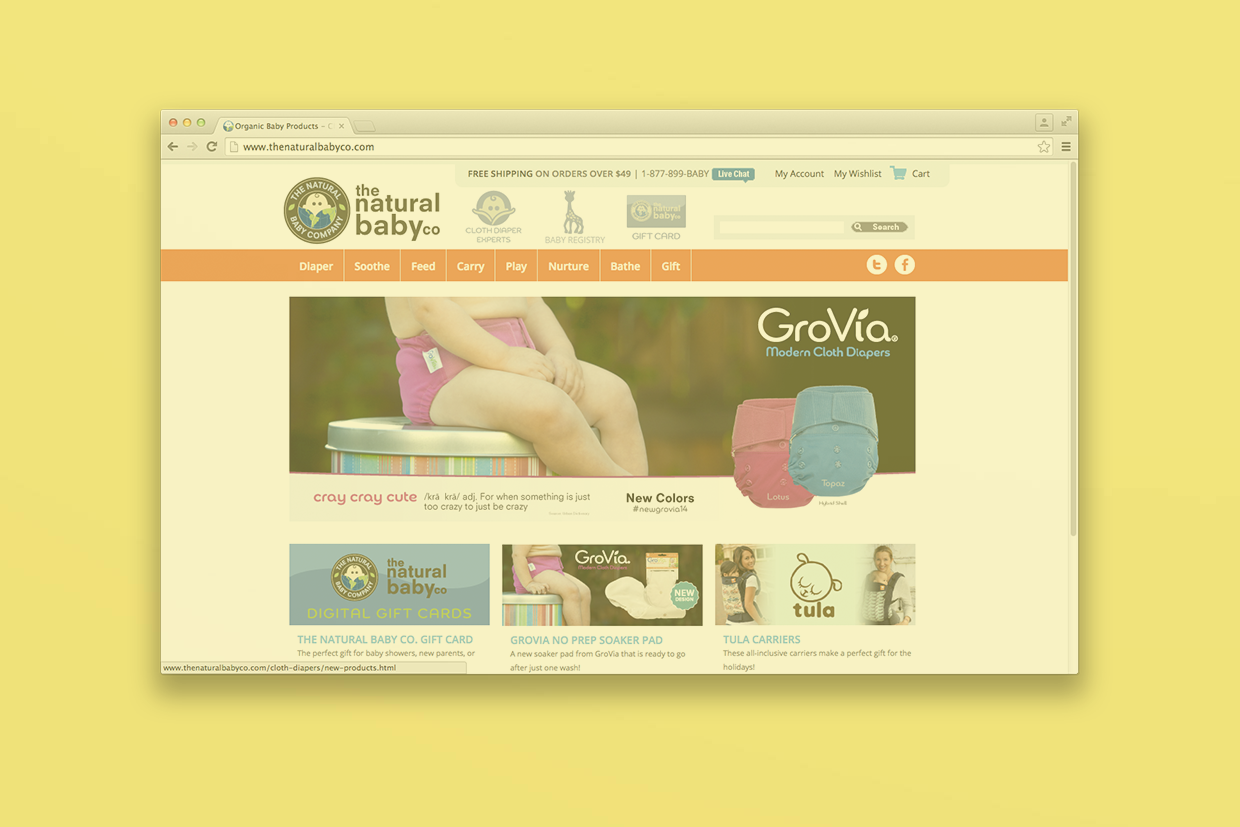 Organic Baby Products – C
www.thenaturalbabyco.com
FREE SHIPPING ON ORDERS OVER $49 | 1-877-899-BABY Live Chat
My Account My Wishlist Cart
THE NATURAL BABY COMPANY
the
natural
babyco
CLOTH DIAPER
EXPERTS
BABY REGISTRY
the
natural
babyco
GIFT CARD
Search
Diaper Soothe Feed Carry Play Nurture Bathe Gift
GroVia®
Modern Cloth Diapers
Lotus
Topaz
Hybrid Shell
cray cray cute /krā krā/ adj. For when something is just
too crazy to just be crazy
New Colors
#newgrovia14
THE NATURAL BABY COMPANY
the
natural
babyco
DIGITAL GIFT CARDS
GroVia
Modern Cloth Diapers
NEW
DESIGN
tula
THE NATURAL BABY CO. GIFT CARD
The perfect gift for baby showers, new parents, or
GROVIA NO PREP SOAKER PAD
A new soaker pad from GroVia that is ready to go
after just one wash!
TULA CARRIERS
These all-inclusive carriers make a perfect gift for the
holidays!
www.thenaturalbabyco.com/cloth-diapers/new-products.html